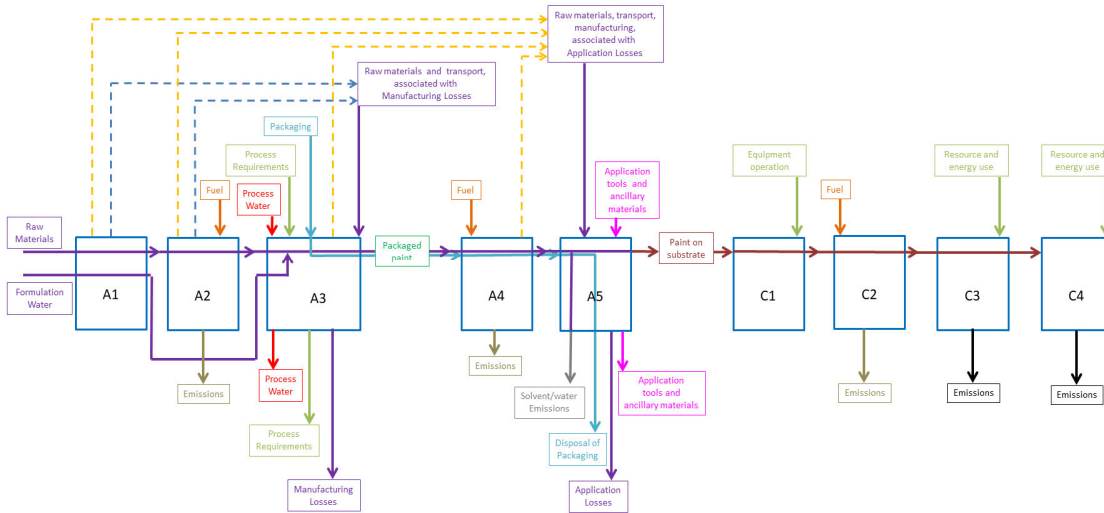 Raw materials, transport,
manufacturing,
associated with
Application Losses
Raw materials and transport,
associated with
Manufacturing Losses
Packaging
Process
Requirements
Fuel
Process
Water
Fuel
Application
tools and
ancillary
materials
Equipment
operation
Fuel
Resource and
energy use
Resource and
energy use
Raw
Materials
Formulation
Water
Packaged
paint
Paint on
substrate
A1
A2
A3
A4
A5
C1
C2
C3
C4
Emissions
Process
Water
Process
Requirements
Manufacturing
Losses
Emissions
Solvent/water
Emissions
Application
tools and
ancillary materials
Disposal of
Packaging
Application
Losses
Emissions
Emissions
Emissions